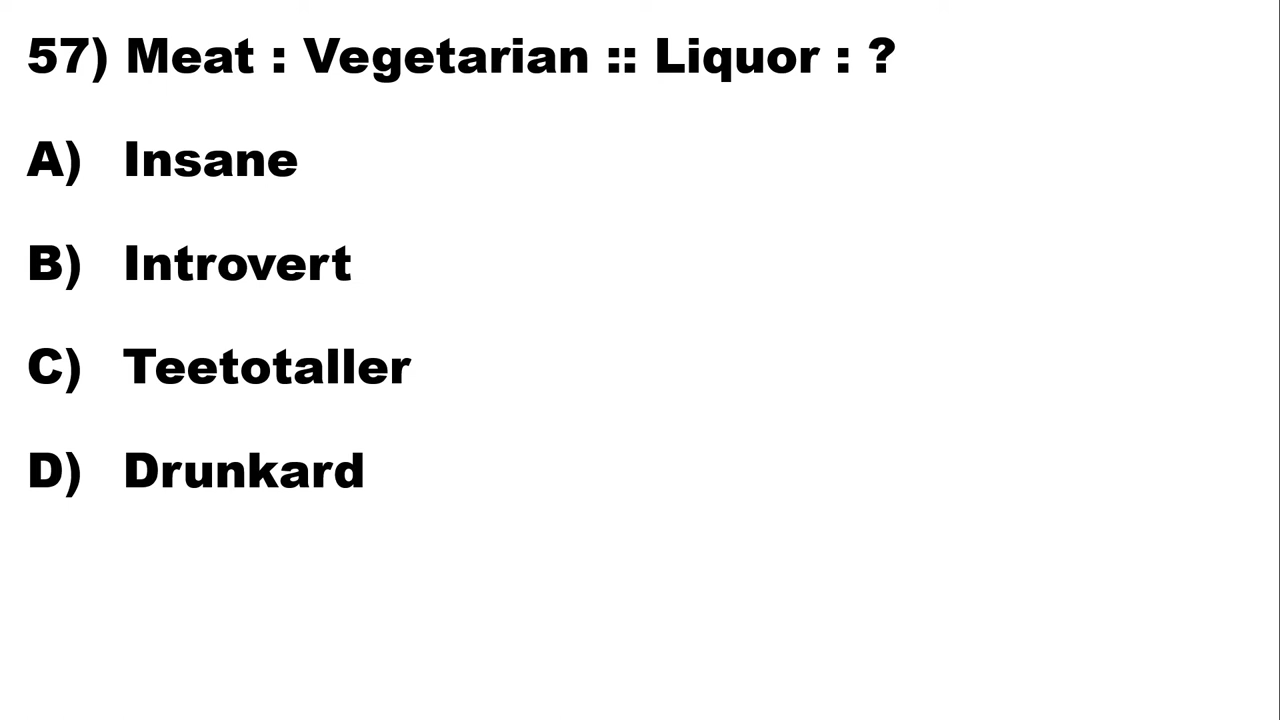 57) Meat : Vegetarian :: Liquor : ?
A) Insane
B) Introvert
C) Teetotaller
D) Drunkard